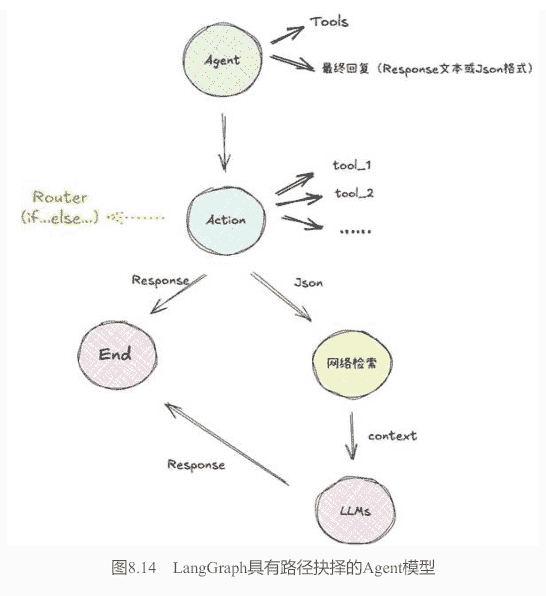 Tools
Agent
最终回复（Response文本或Json格式）
tool_1
Router
(if...else...)
tool_2
Action
......
Response
Json
End
网络检索
context
Response
LLMs
图8.14 LangGraph具有路径抉择的Agent模型